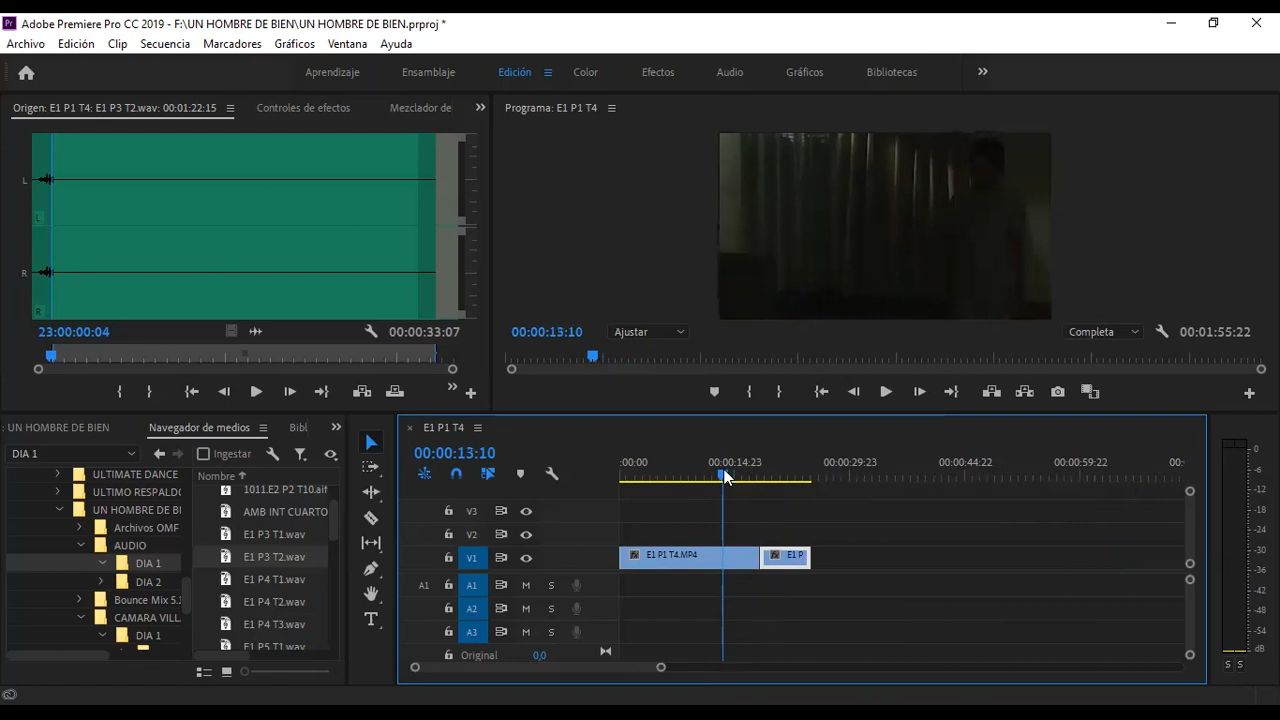 Adobe Premiere Pro CC 2019 - F:\UN HOMBRE DE BIEN\UN HOMBRE DE BIEN.prproj *
Archivo Edición Clip Secuencia Marcadores Gráficos Ventana Ayuda
Aprendizaje Ensamblaje Edición Color Efectos Audio Gráficos Bibliotecas
Origen: E1 P1 T4: E1 P3 T2.wav: 00:01:22:15 Controles de efectos Mezclador de
Programa: E1 P1 T4
L
L
R
R
23:00:00:04 00:00:33:07
00:00:13:10 Ajustar Completa 00:01:55:22
: UN HOMBRE DE BIEN Navegador de medios Bibl
DIA 1 Ingestar
ULTIMATE DANCE
ULTIMO RESPALDO
UN HOMBRE DE BI
Archivos OMF
AUDIO
DIA 1
DIA 2
Bounce Mix 5.1
CAMARA VILL
DIA 1
Nombre
1011.E2 P2 T10.aif
AMB INT CUARTO
E1 P3 T1.wav
E1 P3 T2.wav
E1 P4 T1.wav
E1 P4 T2.wav
E1 P4 T3.wav
E1 P5 T1.wav
E1 P1 T4
00:00:13:10
:00:00 00:00:14:23 00:00:29:23 00:00:44:22 00:00:59:22 00:
V3
V2
V1 E1 P1 T4.MP4 E1 P
A1 A1 M S
A2 M S
A3 M S
Original 0,0
0
-6
-12
-18
-24
-30
-36
-42
-48
-54
dB
S S